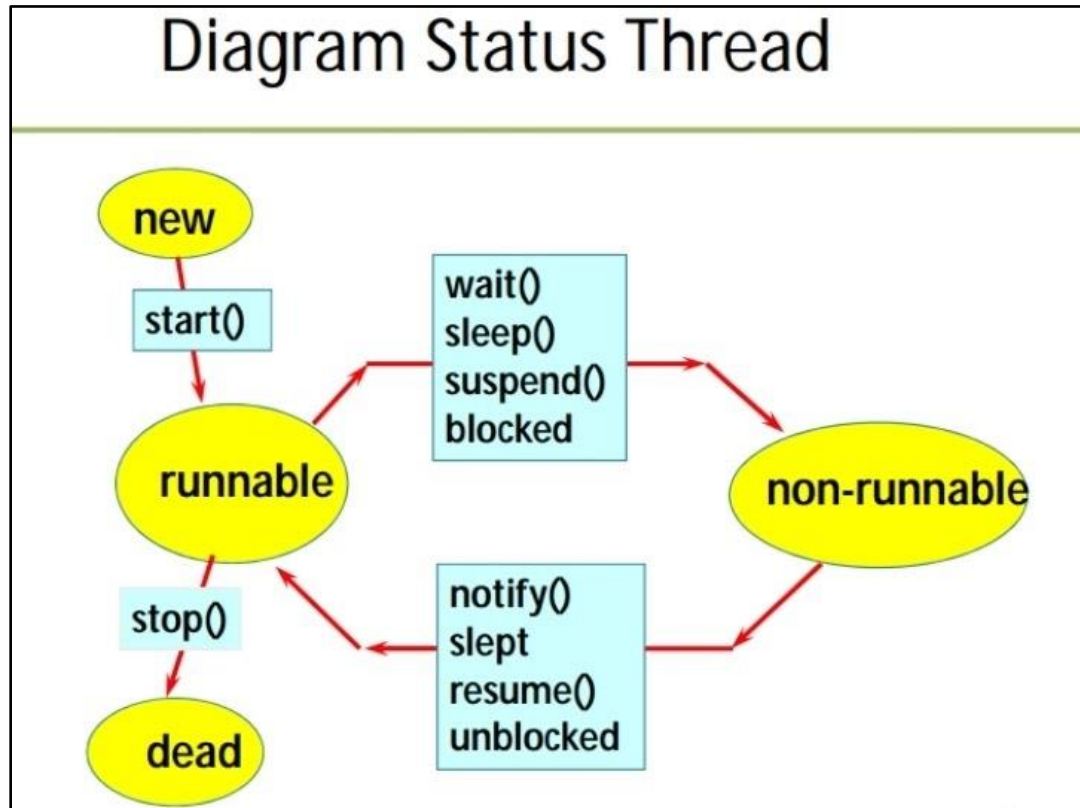 Diagram Status Thread
new
start()
wait()
sleep()
suspend()
blocked
runnable
non-runnable
stop()
notify()
slept
resume()
unblocked
dead